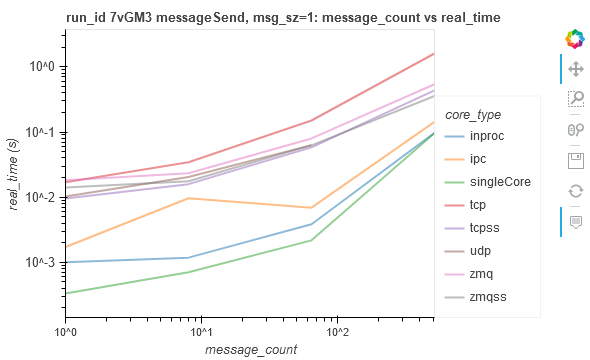 run_id 7vGM3 messageSend, msg_sz=1: message_count vs real_time
real_time (s)
10^0
10^-1
10^-2
10^-3
10^0
10^1
10^2
message_count
core_type
inproc
ipc
singleCore
tcp
tcpss
udp
zmq
zmqss